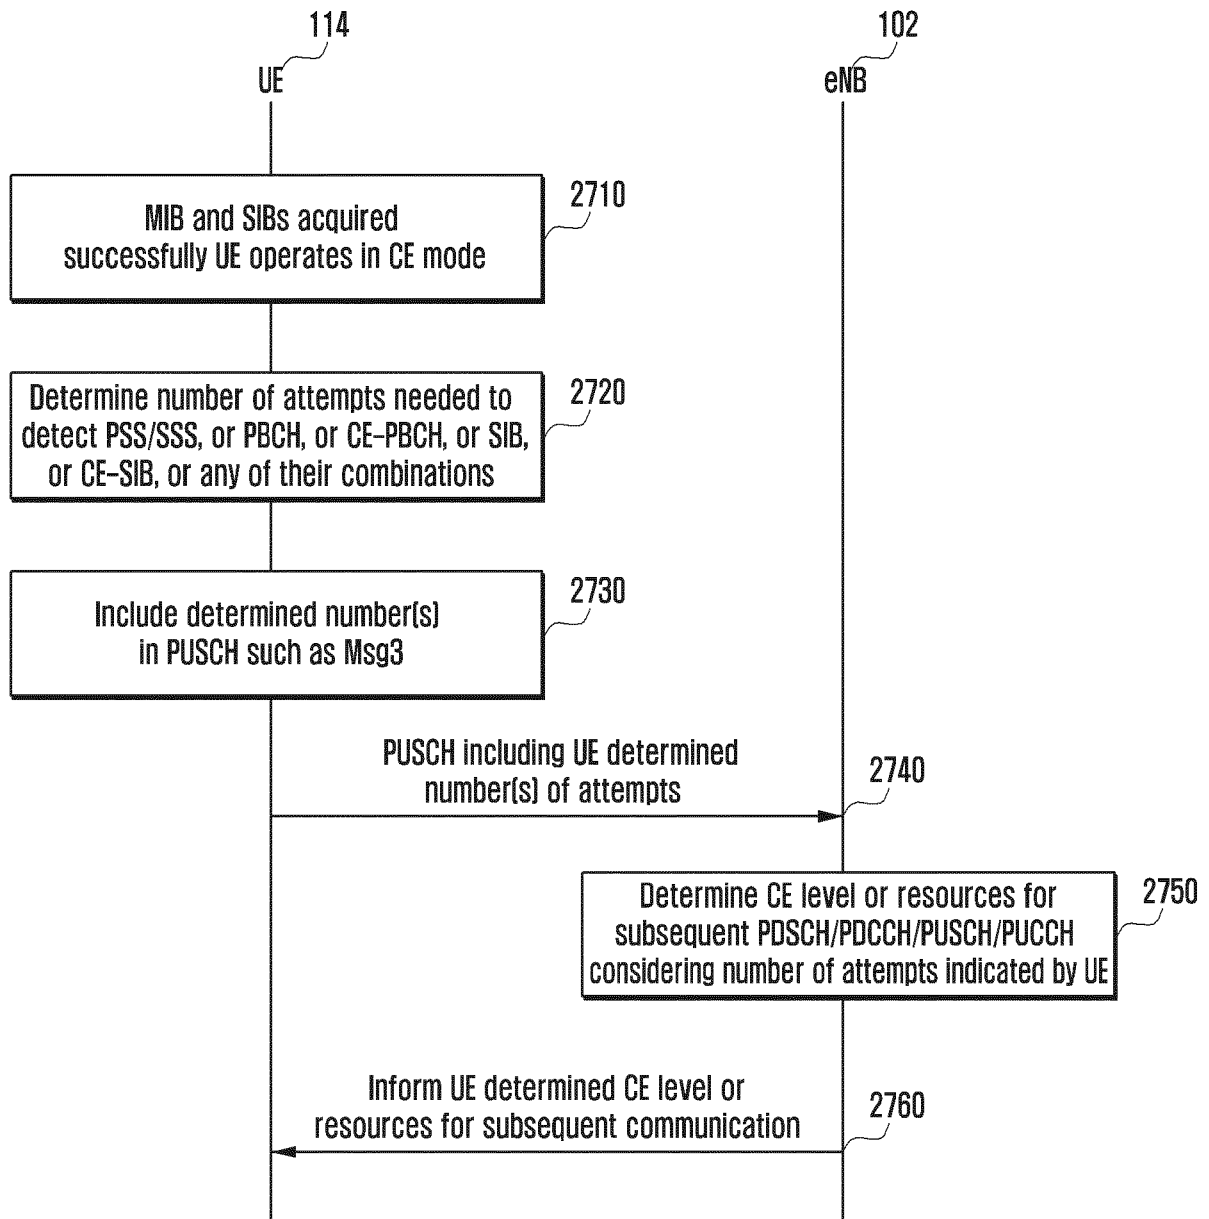 114
102
UE
eNB
2710
MIB and SIBs acquired
successfully UE operates in CE mode
2720
Determine number of attempts needed to
detect PSS/SSS, or PBCH, or CE-PBCH, or SIB,
or CE-SIB, or any of their combinations
2730
Include determined number(s)
in PUSCH such as Msg3
PUSCH including UE determined
number(s) of attempts
2740
Determine CE level or resources for
subsequent PDSCH/PDCCH/PUSCH/PUCCH
considering number of attempts indicated by UE
2750
Inform UE determined CE level or
resources for subsequent communication
2760